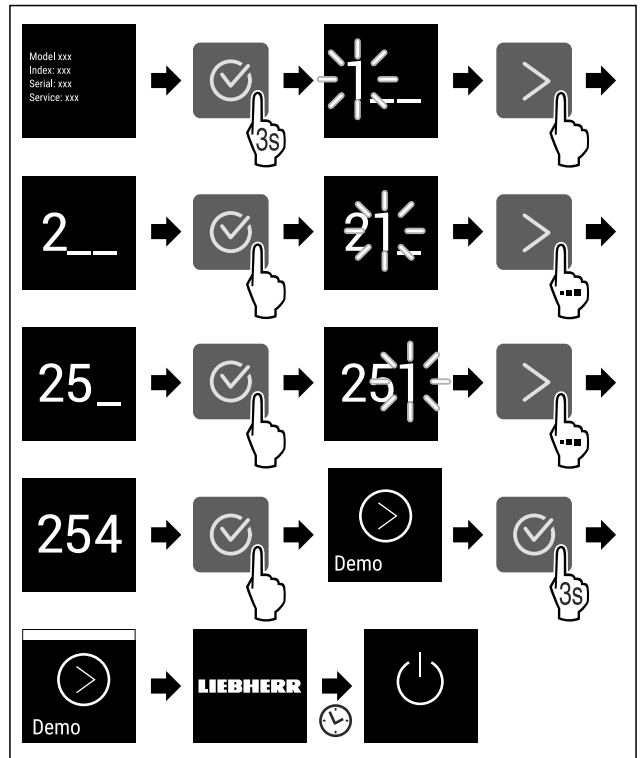 Model xxx
Index: xxx
Serial: xxx
Service: xxx
3s
1__
2__
21_
25_
251
254
Demo
3s
Demo
LIEBHERR